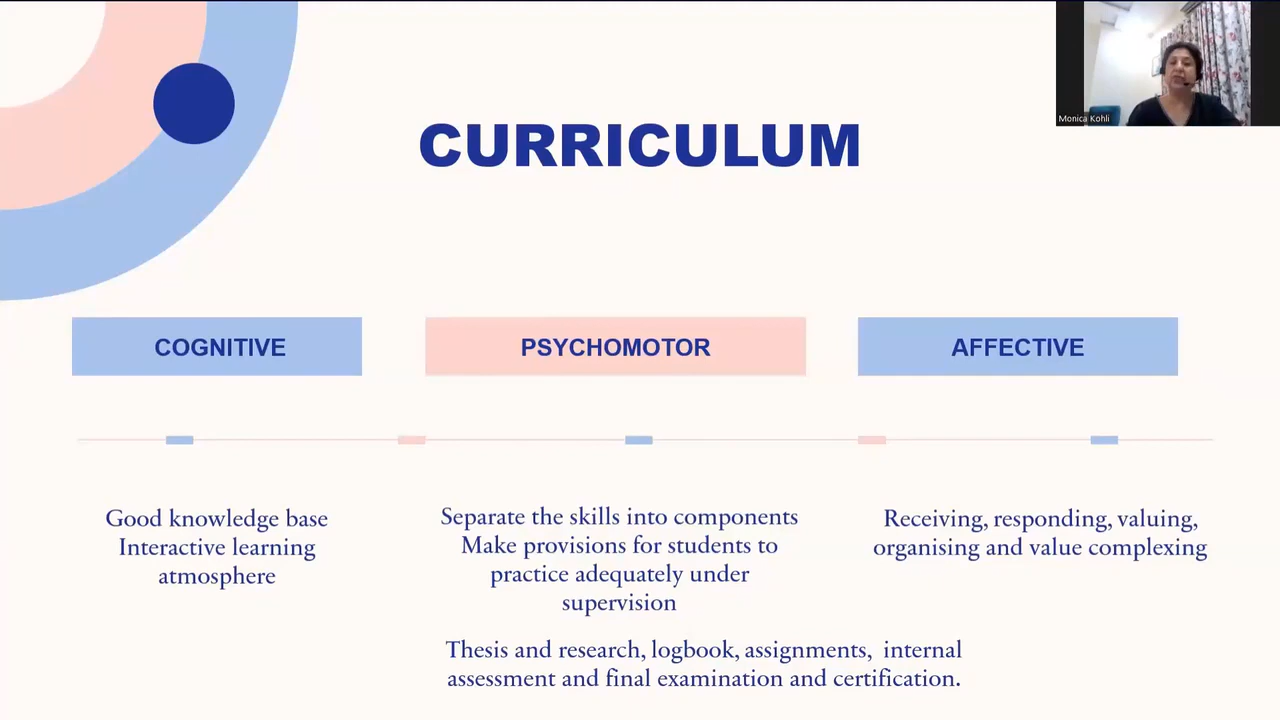 Monica Kohli
CURRICULUM
COGNITIVE
PSYCHOMOTOR
AFFECTIVE
Good knowledge base
Interactive learning
atmosphere
Separate the skills into components
Make provisions for students to
practice adequately under
supervision
Receiving, responding, valuing,
organising and value complexing
Thesis and research, logbook, assignments,  internal
assessment and final examination and certification.